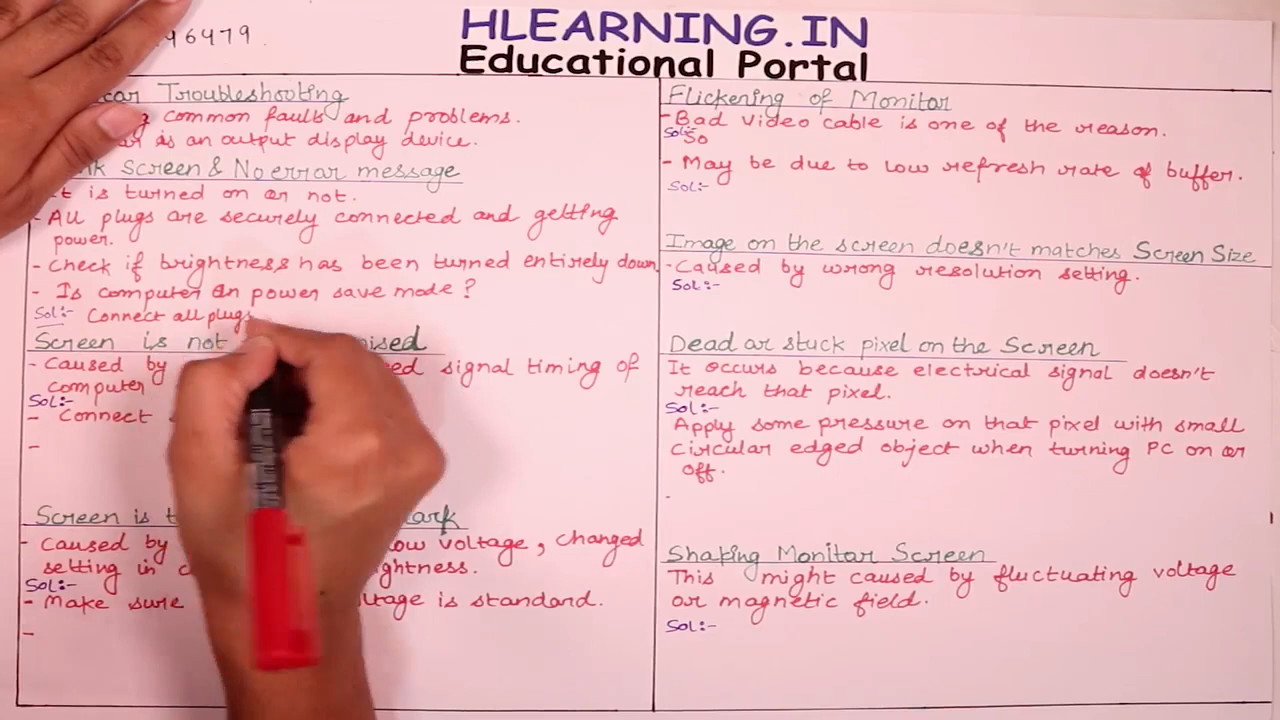 96479
HLEARNING.IN
Educational Portal
Troubleshooting
common faults and problems.
is an output display device.
Screen & No error message
It is turned on or not.
- All plugs are securely connected and getting
power.
- Check if brightness has been turned entirely down
- Is computer on power save mode?
Sol:- Connect all plugs
Screen is not
- Caused by signal timing of
computer
Sol:-
- Connect
-
Screen is
- Caused by low voltage, changed
setting in
Sol:-
- Make sure voltage is standard.
-
Flickering of Monitor
- Bad video cable is one of the reason.
Sol:- So
- May be due to low refresh rate of buffer.
Sol:-
Image on the screen doesn't matches Screen Size
- Caused by wrong resolution setting.
Sol:-
Dead or stuck pixel on the Screen
It occurs because electrical signal doesn't
reach that pixel.
Sol:-
Apply some pressure on that pixel with small
Circular edged object when turning PC on or
off.
Shaking Monitor Screen
This might caused by fluctuating voltage
or magnetic field.
Sol:-